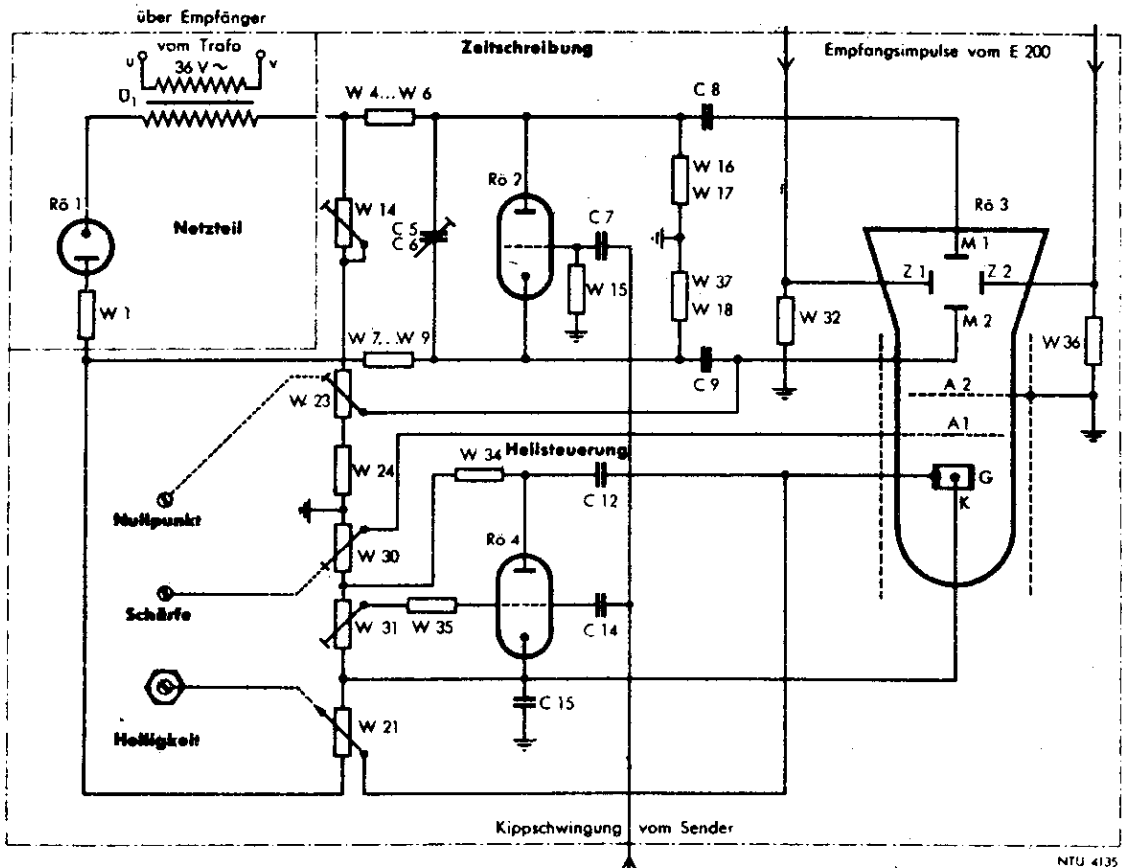 über Empfänger
vom Trafo
36 V ~
u
v
Ü1
Zeitschreibung
Empfangsimpulse vom E 200
W 4...W 6
C 8
Rö 1
Netzteil
W 14
C 5
C 6
Rö 2
C 7
W 16
W 17
Rö 3
M 1
Z 1
Z 2
M 2
W 1
W 15
W 37
W 18
W 32
W 36
W 7...W 9
C 9
W 23
A 2
A 1
Hellsteuerung
W 34
W 24
C 12
G
K
Nullpunkt
W 30
Rö 4
Schärfe
W 31
W 35
C 14
C 15
W 21
Helligkeit
Kippschwingung vom Sender
NTU 4135